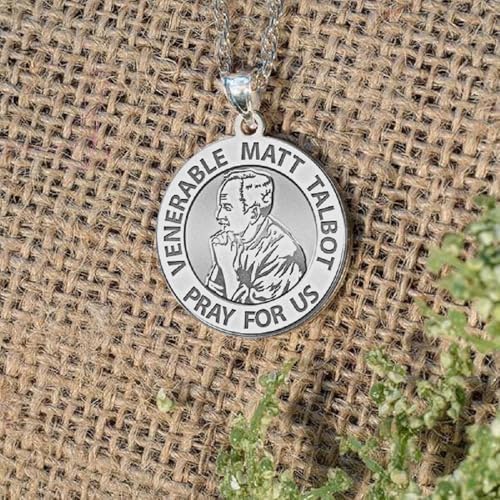 VENERABLE MATT TALBOT
PRAY FOR US